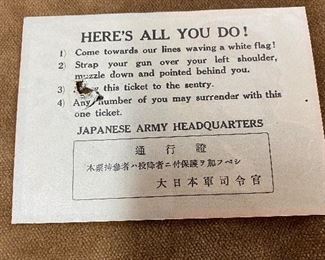 HERE'S ALL YOU DO!
1) Come towards our lines waving a white flag!
2) Strap your gun over your left shoulder,
muzzle down and pointed behind you.
3) this ticket to the sentry.
4) Any number of you may surrender with this
one ticket.
JAPANESE ARMY HEADQUARTERS
通行證
本票持參者ハ投降者ニ付保護ヲ加フベシ
大日本軍司令官